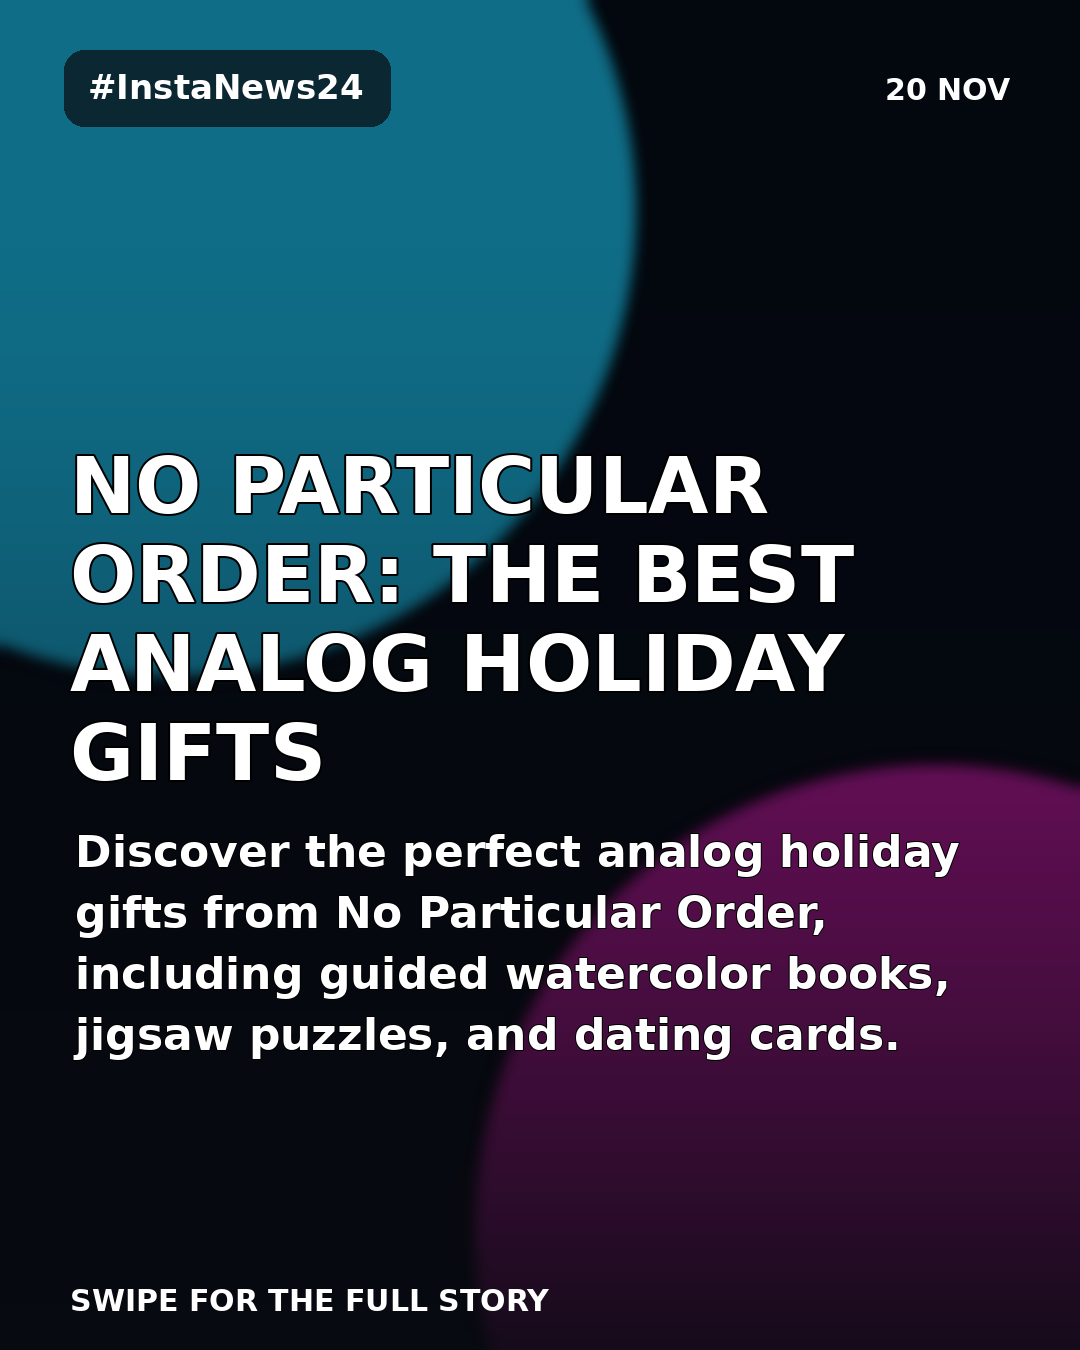 #InstaNews24
20 NOV
NO PARTICULAR
ORDER: THE BEST
ANALOG HOLIDAY
GIFTS
Discover the perfect analog holiday
gifts from No Particular Order,
including guided watercolor books,
jigsaw puzzles, and dating cards.
SWIPE FOR THE FULL STORY